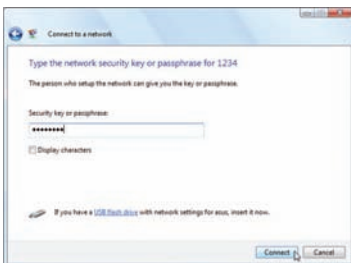 Connect to a network
Type the network security key or passphrase for 1234
The person who setup the network can give you the key or passphrase.
Security key or passphrase:
••••••••
Display characters
If you have a USB flash drive with network settings for asus, insert it now.
Connect
Cancel